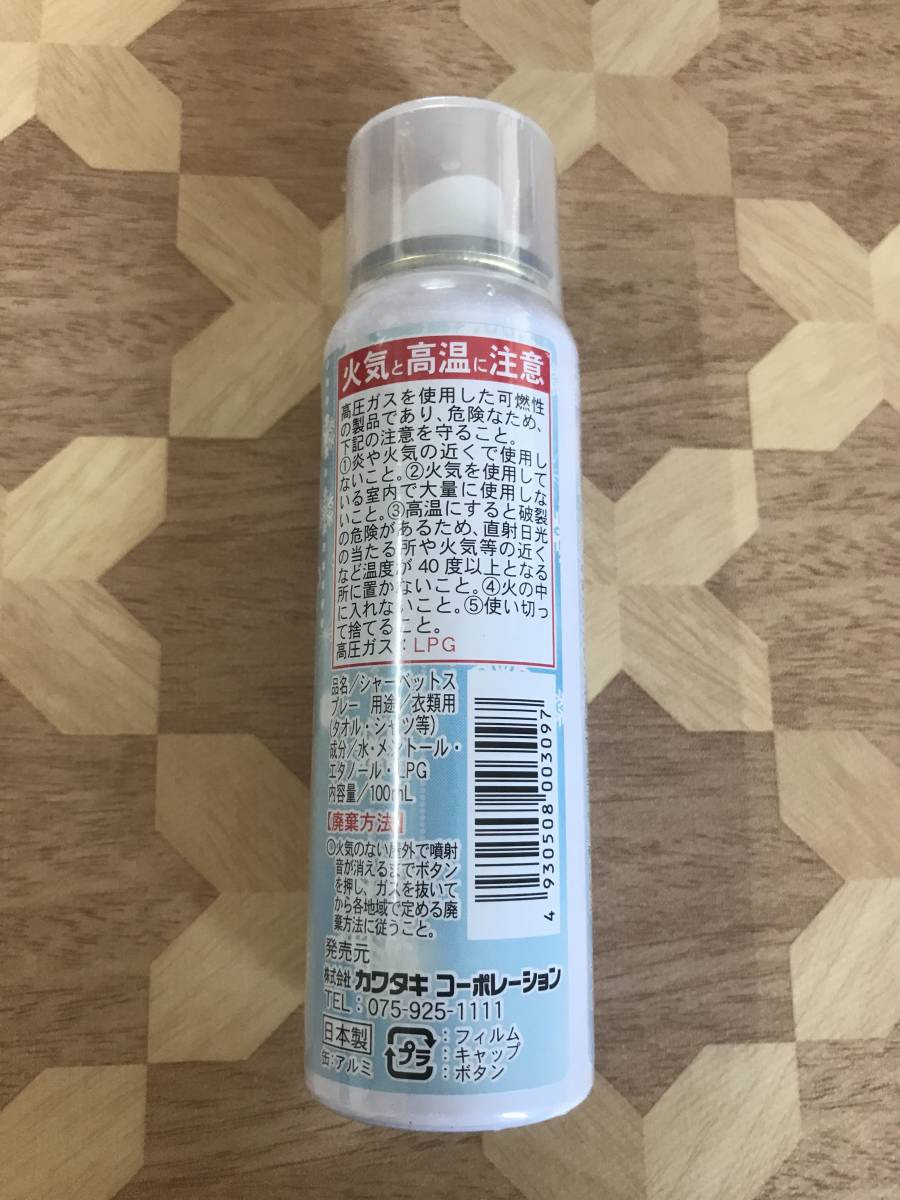 火気と高温に注意
高圧ガスを使用した可燃性
の製品であり、危険なため、
下記の注意を守ること。
①炎や火気の近くで使用し
ないこと。②火気を使用して
いる室内で大量に使用しな
いこと。③高温にすると破裂
の危険があるため、直射日光
の当たる所や火気等の近く
など温度が 40 度以上となる
所に置かないこと。④火の中
に入れないこと。⑤使い切っ
て捨てること。
高圧ガス：LPG
品名／シャーベットス
プレー 用途／衣類用
(タオル・シャツ等)
成分／水・メントール・
エタノール・LPG
内容量／100mL
【廃棄方法】
○火気のない屋外で噴射
音が消えるまでボタン
を押し、ガスを抜いて
から各地域で定める廃
棄方法に従うこと。
4 930508 003097
発売元
株式会社 カワタキ コーポレーション
TEL：075-925-1111
日本製
缶：アルミ
プラ
：フィルム
：キャップ
：ボタン